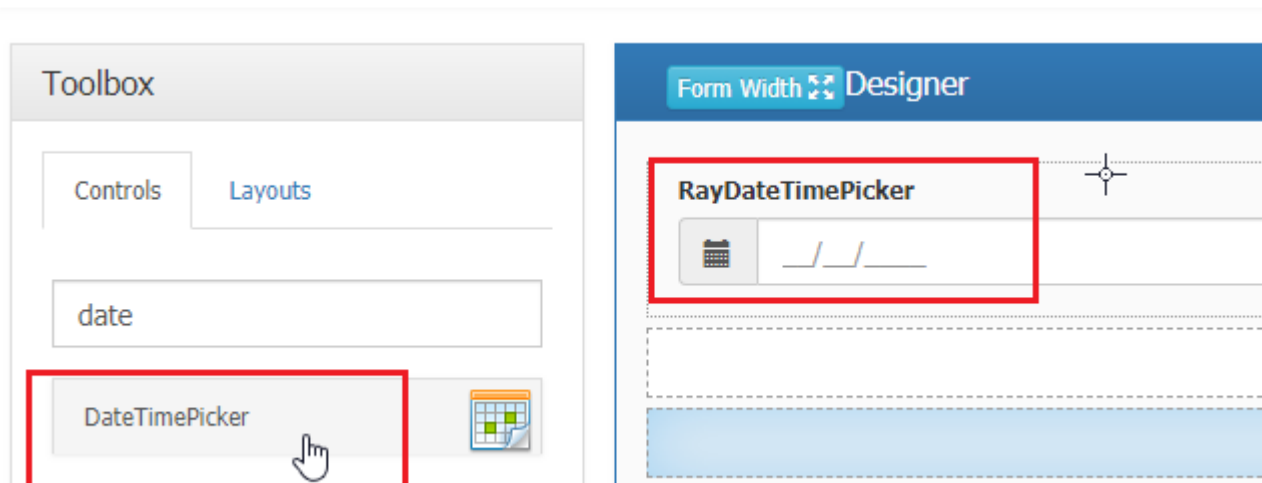 Toolbox
Controls
Layouts
date
DateTimePicker
Form Width
Designer
RayDateTimePicker
__/__/____